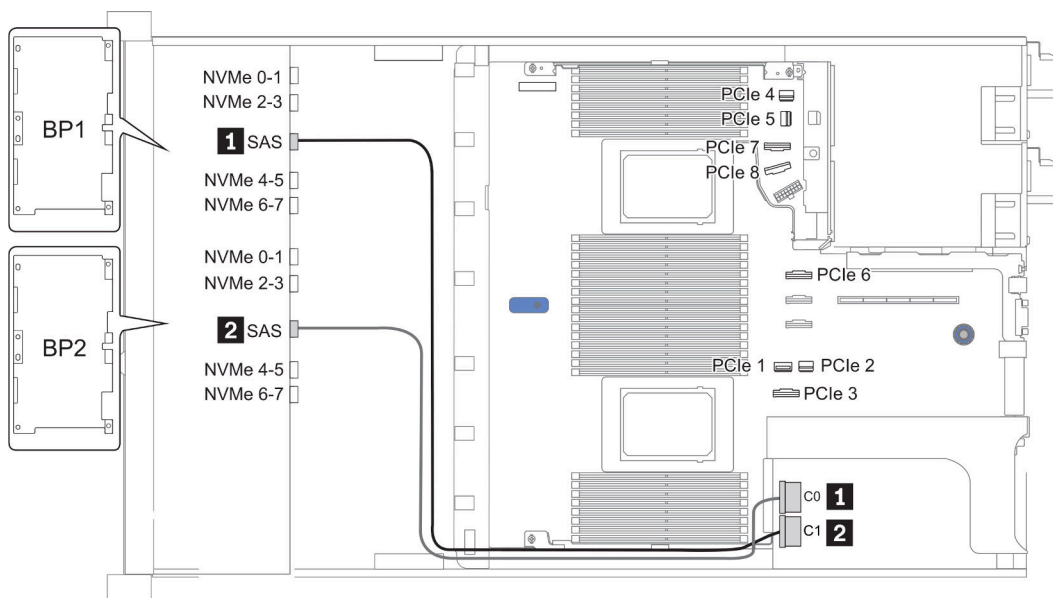 BP1
NVMe 0-1
NVMe 2-3
1 SAS
NVMe 4-5
NVMe 6-7
BP2
NVMe 0-1
NVMe 2-3
2 SAS
NVMe 4-5
NVMe 6-7
PCIe 4
PCIe 5
PCIe 7
PCIe 8
PCIe 6
PCIe 1
PCIe 2
PCIe 3
C0 1
C1 2